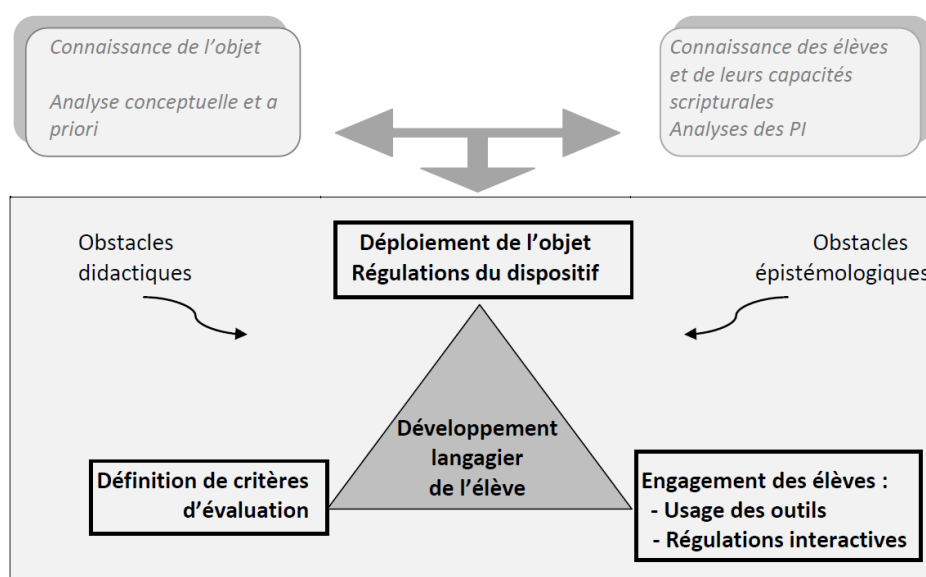 Connaissance de l’objet
Analyse conceptuelle et a
priori
Connaissance des élèves
et de leurs capacités
scripturales
Analyses des PI
Obstacles
didactiques
Déploiement de l’objet
Régulations du dispositif
Obstacles
épistémologiques
Développement
langagier
de l’élève
Définition de critères
d’évaluation
Engagement des élèves :
- Usage des outils
- Régulations interactives